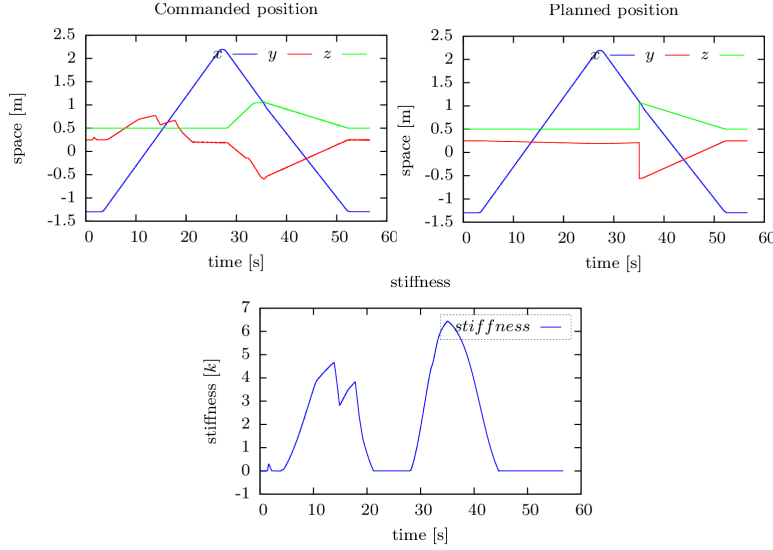 Commanded position
2.5
2
1.5
1
0.5
0
-0.5
-1
-1.5
space [m]
x
y
z
0 10 20 30 40 50 60
time [s]
Planned position
2.5
2
1.5
1
0.5
0
-0.5
-1
-1.5
space [m]
x
y
z
0 10 20 30 40 50 60
time [s]
stiffness
7
6
5
4
3
2
1
0
-1
stiffness [k]
stiffness
0 10 20 30 40 50 60
time [s]